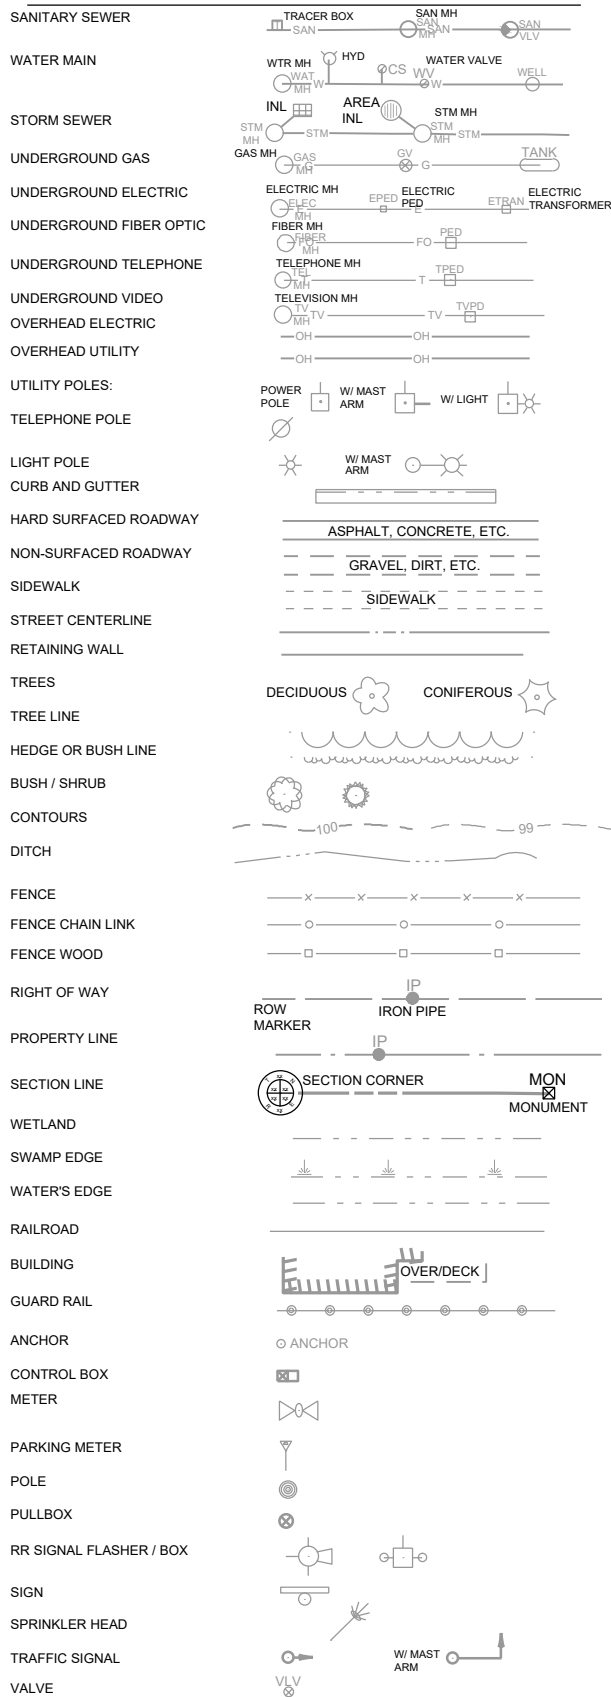 SANITARY SEWER
TRACER BOX
SAN
SAN MH
SAN
MH
SAN
SAN
VLV
WATER MAIN
WTR MH
WAT
MH
W
HYD
CS
WV
W
WATER VALVE
WELL
STORM SEWER
INL
AREA
INL
STM MH
STM
MH
STM
STM
MH
STM
UNDERGROUND GAS
GAS MH
GAS
MH
G
GV
G
TANK
UNDERGROUND ELECTRIC
ELECTRIC MH
ELEC
MH
E
EPED
ELECTRIC
PED
E
ETRAN
ELECTRIC
TRANSFORMER
UNDERGROUND FIBER OPTIC
FIBER MH
FIBER
MH
FO
FO
PED
UNDERGROUND TELEPHONE
TELEPHONE MH
TEL
MH
T
T
TPED
UNDERGROUND VIDEO
TELEVISION MH
TV
MH
TV
TV
TVPD
OVERHEAD ELECTRIC
OH
OH
OVERHEAD UTILITY
OH
OH
UTILITY POLES:
POWER
POLE
W/ MAST
ARM
W/ LIGHT
TELEPHONE POLE
LIGHT POLE
W/ MAST
ARM
CURB AND GUTTER
HARD SURFACED ROADWAY
ASPHALT, CONCRETE, ETC.
NON-SURFACED ROADWAY
GRAVEL, DIRT, ETC.
SIDEWALK
SIDEWALK
STREET CENTERLINE
RETAINING WALL
TREES
DECIDUOUS
CONIFEROUS
TREE LINE
HEDGE OR BUSH LINE
BUSH / SHRUB
CONTOURS
100
99
DITCH
FENCE
FENCE CHAIN LINK
FENCE WOOD
RIGHT OF WAY
ROW
MARKER
IP
IRON PIPE
PROPERTY LINE
IP
SECTION LINE
SECTION CORNER
MON
MONUMENT
WETLAND
SWAMP EDGE
WATER'S EDGE
RAILROAD
BUILDING
OVER/DECK
GUARD RAIL
ANCHOR
ANCHOR
CONTROL BOX
METER
PARKING METER
POLE
PULLBOX
RR SIGNAL FLASHER / BOX
SIGN
SPRINKLER HEAD
TRAFFIC SIGNAL
W/ MAST
ARM
VALVE
VLV